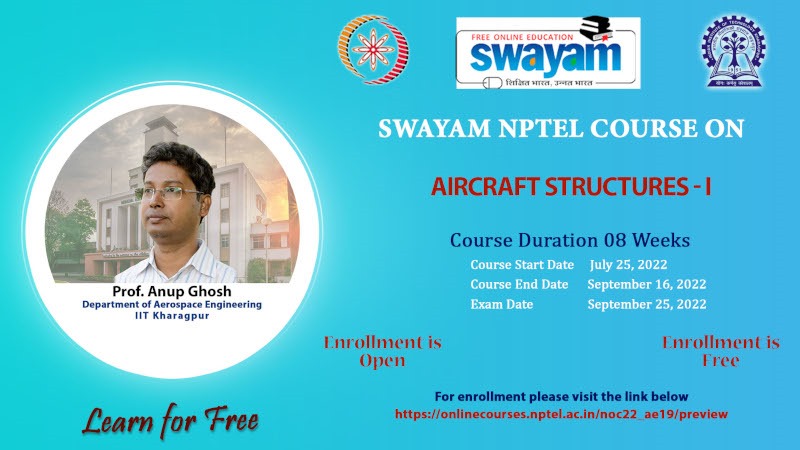 FREE ONLINE EDUCATION
swayam
शिक्षित भारत, उन्नत भारत
SWAYAM NPTEL COURSE ON
AIRCRAFT STRUCTURES - I
Course Duration 08 Weeks
Course Start Date July 25, 2022
Course End Date September 16, 2022
Exam Date September 25, 2022
Prof. Anup Ghosh
Department of Aerospace Engineering
IIT Kharagpur
Enrollment is
Open
Enrollment is
Free
Learn for Free
For enrollment please visit the link below
https://onlinecourses.nptel.ac.in/noc22_ae19/preview